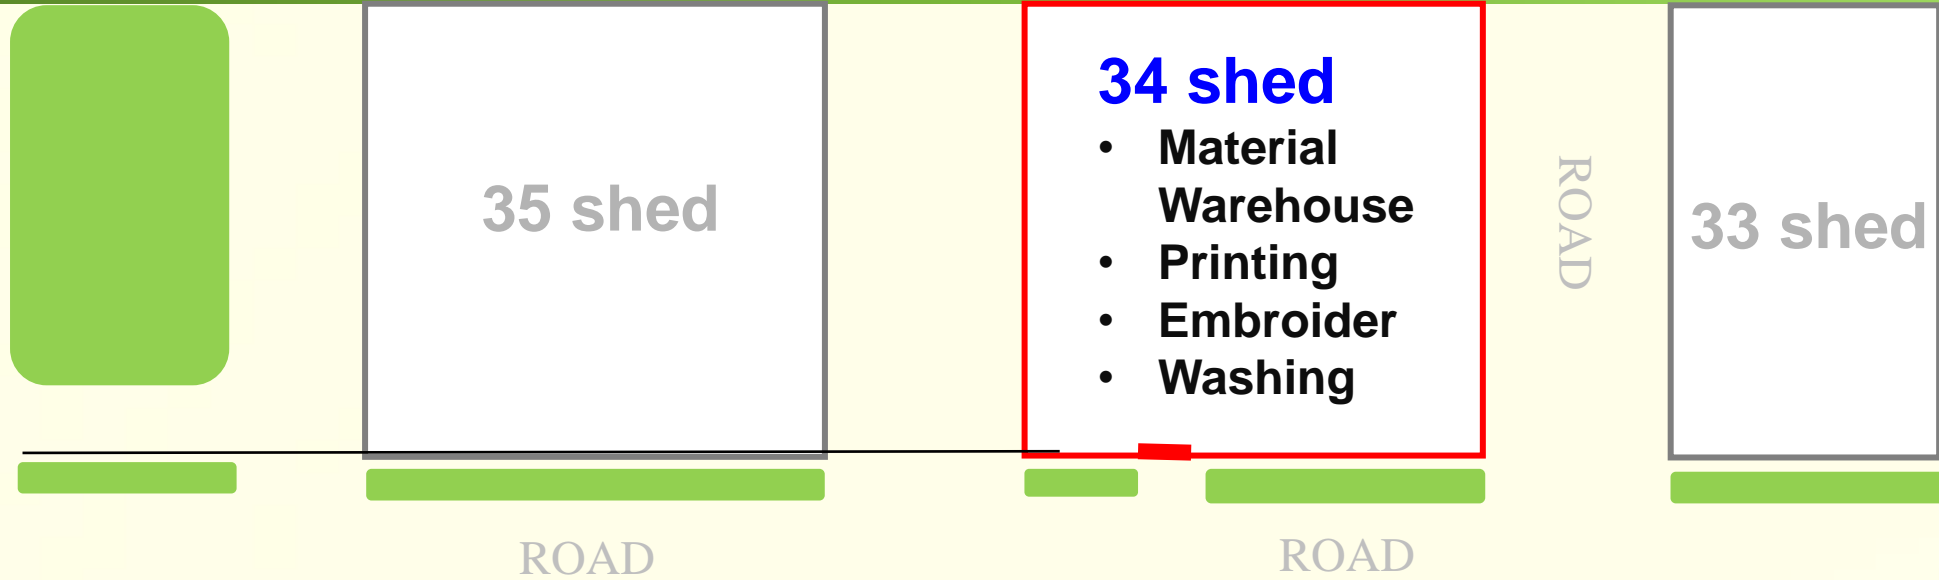 35 shed
34 shed
• Material
Warehouse
• Printing
• Embroider
• Washing
ROAD
33 shed
ROAD
ROAD